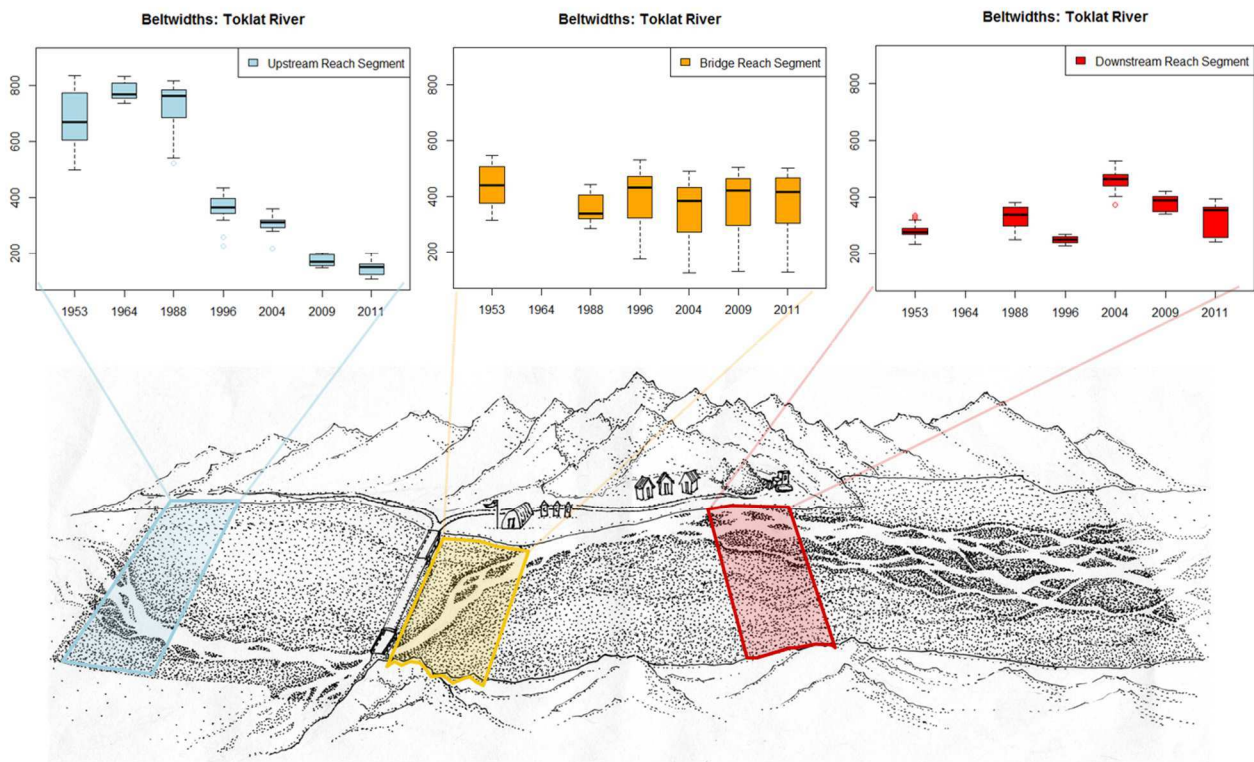 Beltwidths: Toklat River
Upstream Reach Segment
800
600
400
200
1953 1964 1988 1996 2004 2009 2011
Beltwidths: Toklat River
Bridge Reach Segment
800
600
400
200
1953 1964 1988 1996 2004 2009 2011
Beltwidths: Toklat River
Downstream Reach Segment
800
600
400
200
1953 1964 1988 1996 2004 2009 2011